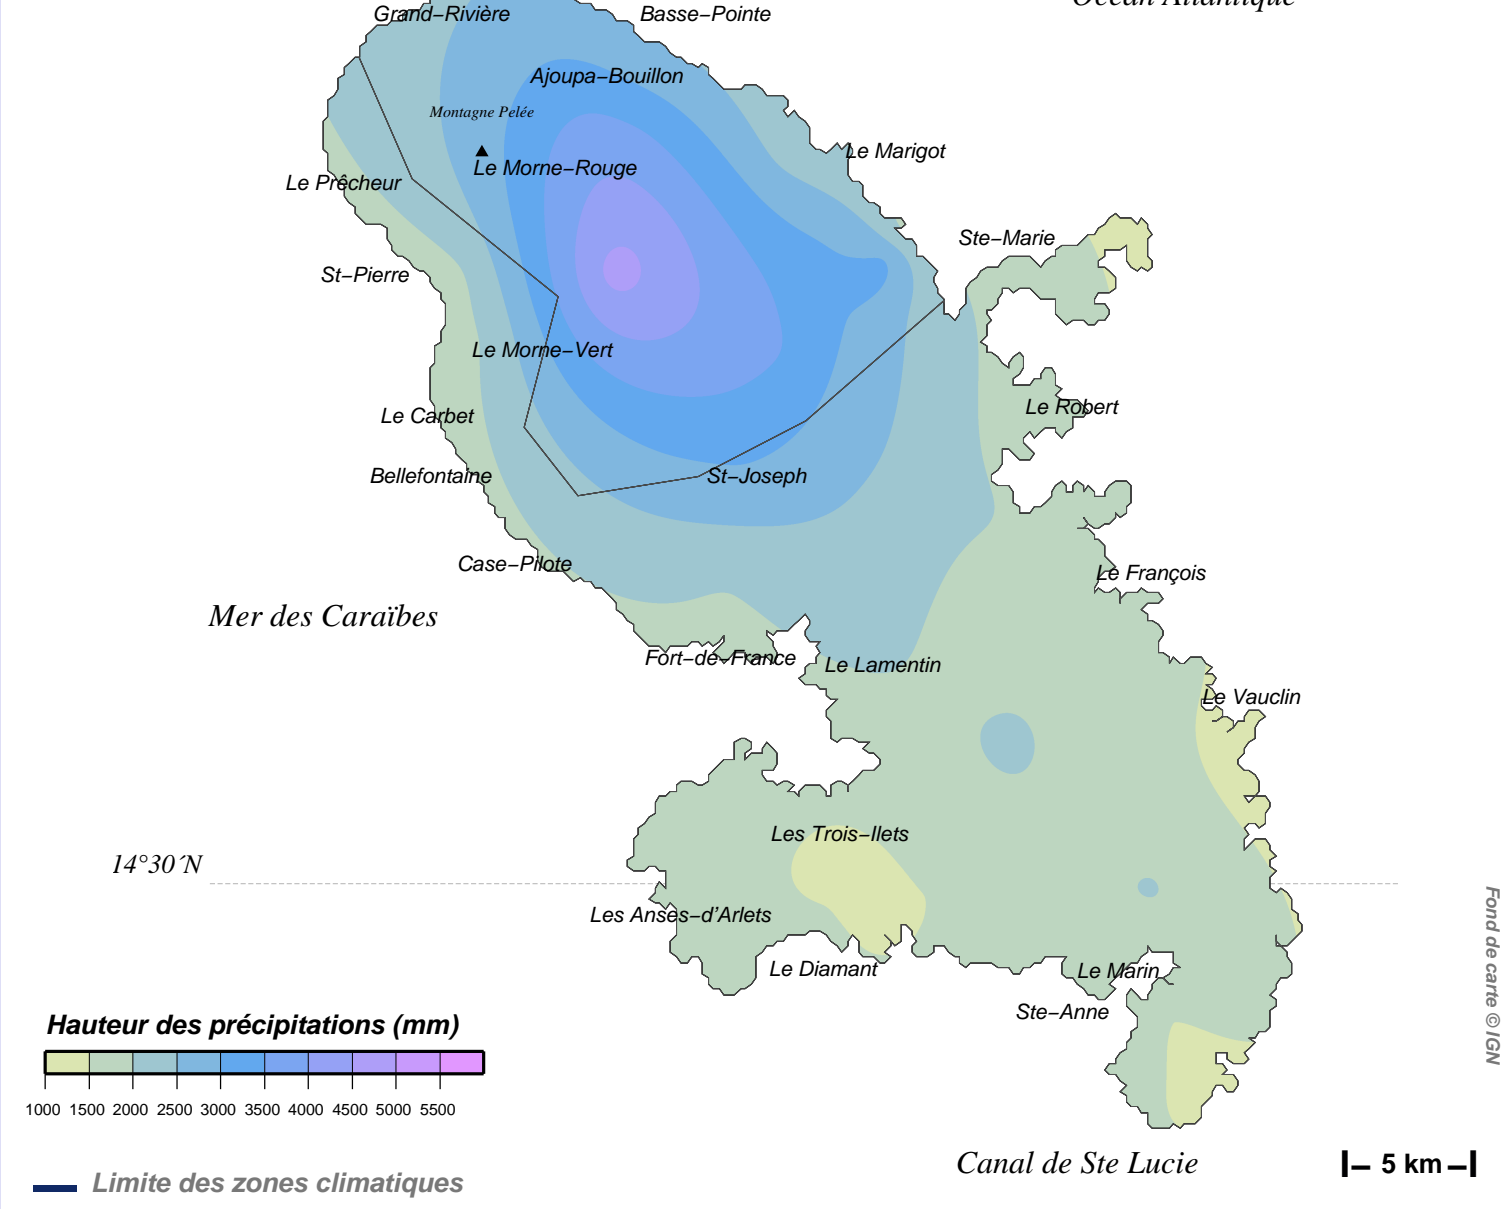 Océan Atlantique
Grand-Rivière
Basse-Pointe
Ajoupa-Bouillon
Montagne Pelée
Le Marigot
Le Morne-Rouge
Le Prêcheur
Ste-Marie
St-Pierre
Le Morne-Vert
Le Carbet
Le Robert
Bellefontaine
St-Joseph
Case-Pilote
Le François
Mer des Caraïbes
Fort-de-France
Le Lamentin
Le Vauclin
Les Trois-Ilets
14°30´N
Les Anses-d'Arlets
Le Diamant
Le Marin
Ste-Anne
Fond de carte © IGN
Hauteur des précipitations (mm)
1000 1500 2000 2500 3000 3500 4000 4500 5000 5500
Canal de Ste Lucie
5 km
Limite des zones climatiques